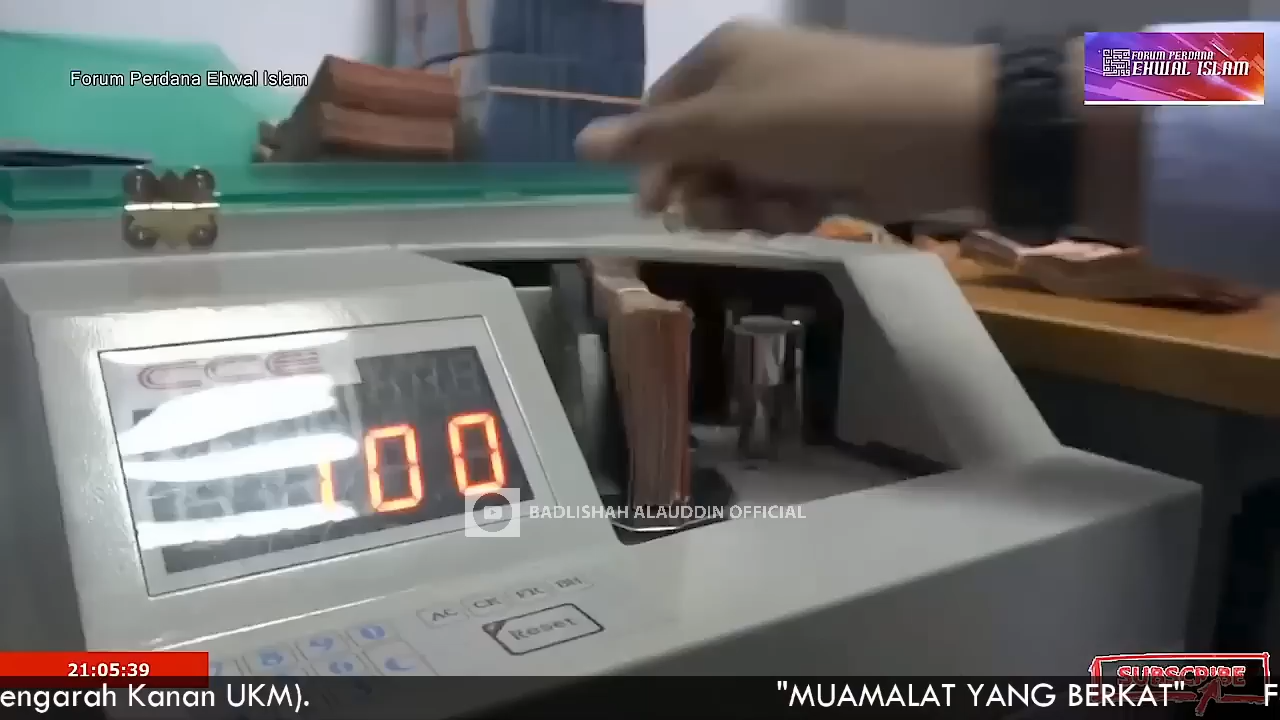 Forum Perdana Ehwal Islam
FORUM PERDANA
EHWAL ISLAM
CCE
100
BADLISHAH ALAUDDIN OFFICIAL
AC
Reset
21:05:39
SUBSCRIBE
engarah Kanan UKM). "MUAMALAT YANG BERKAT" F